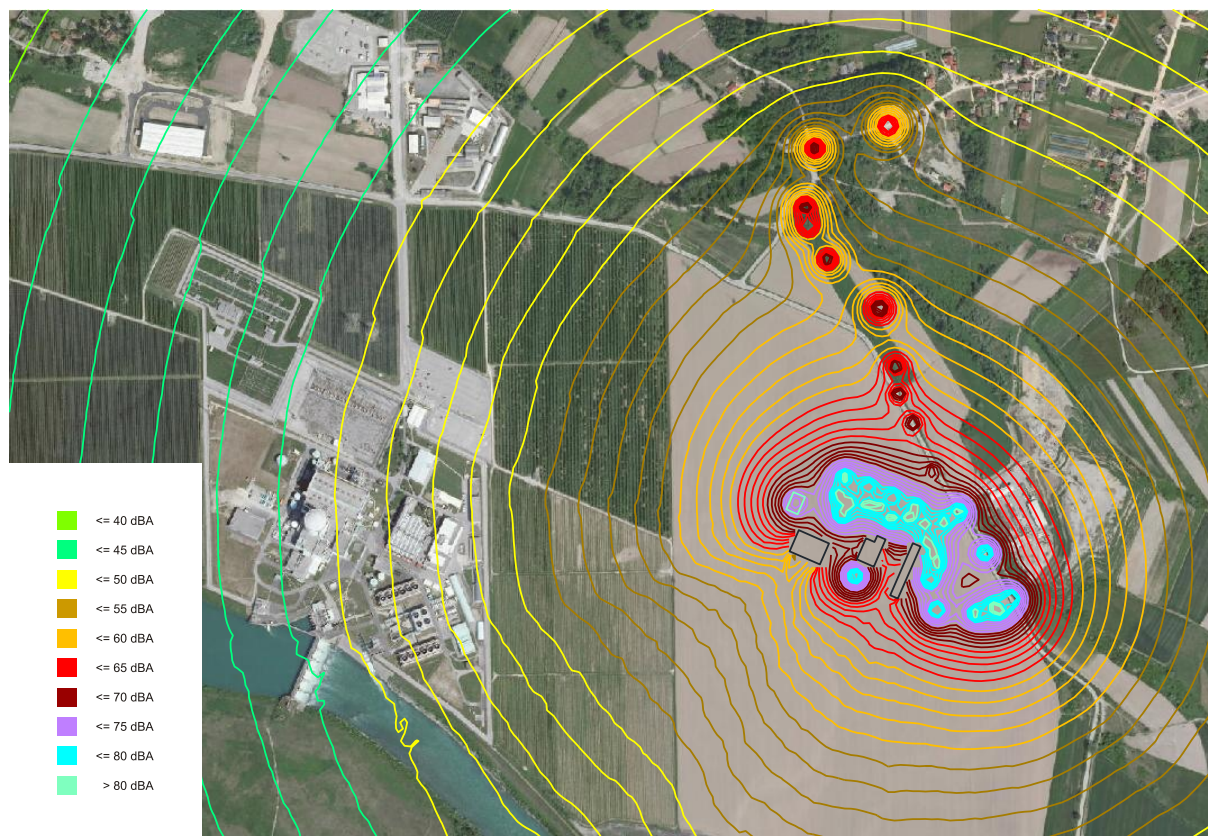 <= 40 dBA
<= 45 dBA
<= 50 dBA
<= 55 dBA
<= 60 dBA
<= 65 dBA
<= 70 dBA
<= 75 dBA
<= 80 dBA
> 80 dBA